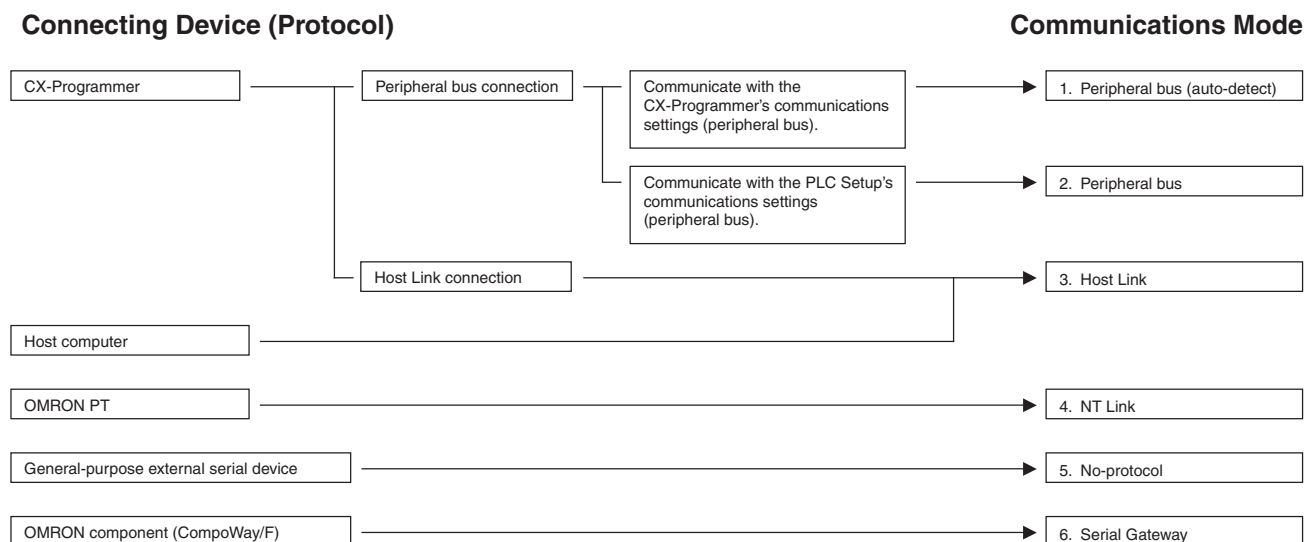 Connecting Device (Protocol)
Communications Mode
CX-Programmer
Peripheral bus connection
Communicate with the
CX-Programmer's communications
settings (peripheral bus).
1. Peripheral bus (auto-detect)
Communicate with the PLC Setup's
communications settings
(peripheral bus).
2. Peripheral bus
Host Link connection
3. Host Link
Host computer
OMRON PT
4. NT Link
General-purpose external serial device
5. No-protocol
OMRON component (CompoWay/F)
6. Serial Gateway